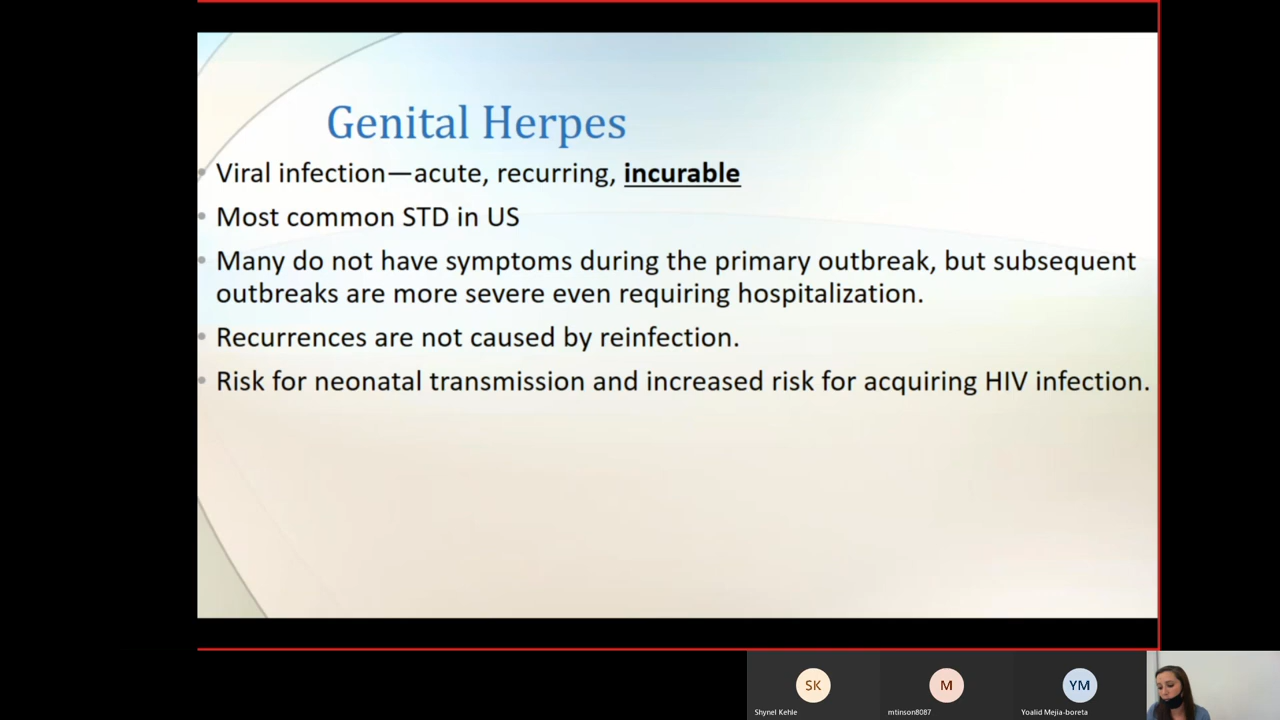 Genital Herpes
• Viral infection—acute, recurring, incurable
• Most common STD in US
• Many do not have symptoms during the primary outbreak, but subsequent
outbreaks are more severe even requiring hospitalization.
• Recurrences are not caused by reinfection.
• Risk for neonatal transmission and increased risk for acquiring HIV infection.
SK
M
YM
Shynel Kehle
mtinson8087
Yoalid Mejia-boreta